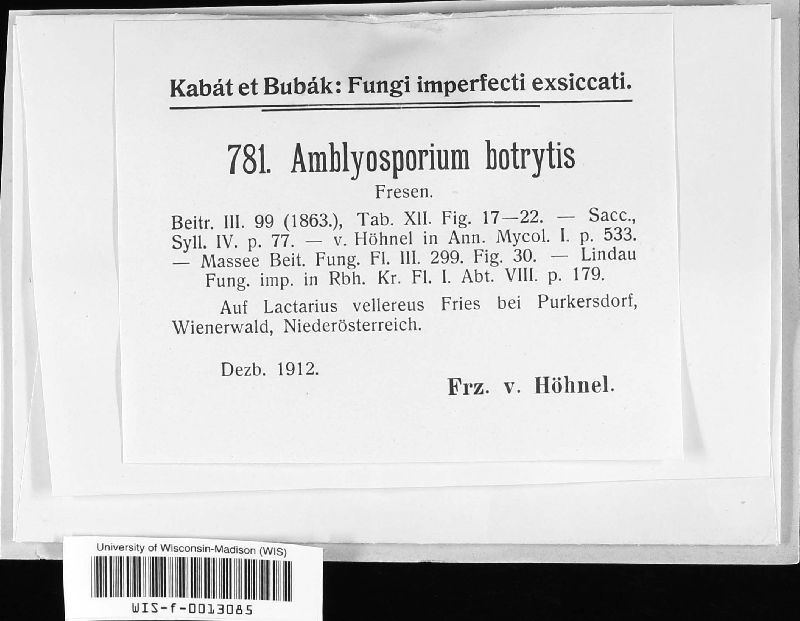 Kabát et Bubák: Fungi imperfecti exsiccati.
781. Amblyosporium botrytis
Fresen.
Beitr. III. 99 (1863.), Tab. XII. Fig. 17—22. — Sacc.,
Syll. IV. p. 77. — v. Höhnel in Ann. Mycol. I. p. 533.
— Massee Beit. Fung. Fl. III. 299. Fig. 30. — Lindau
Fung. imp. in Rbh. Kr. Fl. I. Abt. VIII. p. 179.
Auf Lactarius vellereus Fries bei Purkersdorf,
Wienerwald, Niederösterreich.
Dezb. 1912.
Frz. v. Höhnel.
University of Wisconsin-Madison (WIS)
WIS-f-0013085